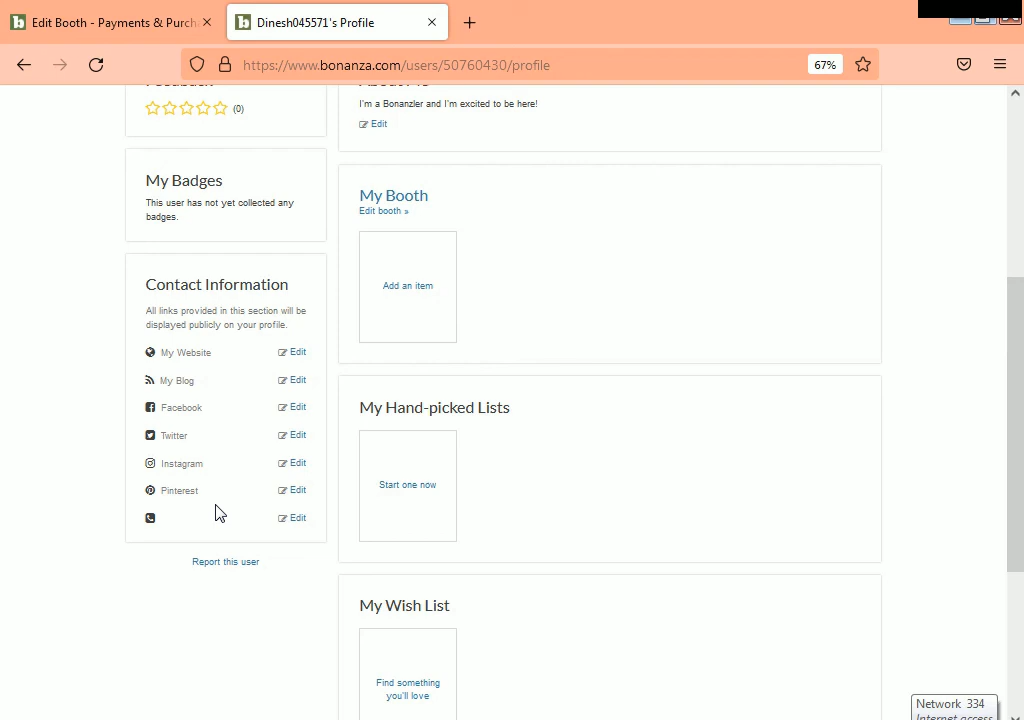 Edit Booth - Payments & Purch
Dinesh045571's Profile
https://www.bonanza.com/users/50760430/profile
67%
(0)
I'm a Bonanzler and I'm excited to be here!
Edit
My Badges
This user has not yet collected any
badges.
Contact Information
All links provided in this section will be
displayed publicly on your profile.
My Website Edit
My Blog Edit
Facebook Edit
Twitter Edit
Instagram Edit
Pinterest Edit
Edit
Report this user
My Booth
Edit booth »
Add an item
My Hand-picked Lists
Start one now
My Wish List
Find something
you'll love
Network 334
Internet access